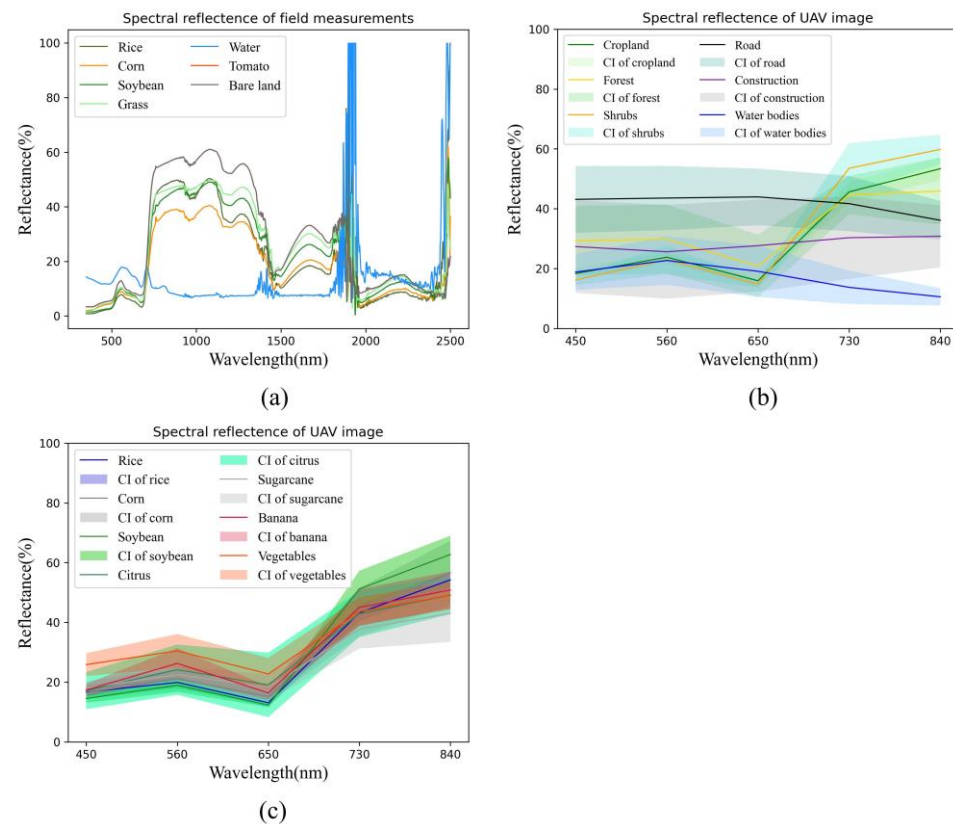 Spectral reflectence of field measurements
100
80
60
40
20
0
Reflectance(%)
Rice
Corn
Soybean
Grass
Water
Tomato
Bare land
500
1000
1500
2000
2500
Wavelength(nm)
(a)
Spectral reflectence of UAV image
100
80
60
40
20
0
Reflectance(%)
Cropland
CI of cropland
Forest
CI of forest
Shrubs
CI of shrubs
Road
CI of road
Construction
CI of construction
Water bodies
CI of water bodies
450
560
650
730
840
Wavelength(nm)
(b)
Spectral reflectence of UAV image
100
80
60
40
20
0
Reflectance(%)
Rice
CI of rice
Corn
CI of corn
Soybean
CI of soybean
Citrus
CI of citrus
Sugarcane
CI of sugarcane
Banana
CI of banana
Vegetables
CI of vegetables
450
560
650
730
840
Wavelength(nm)
(c)